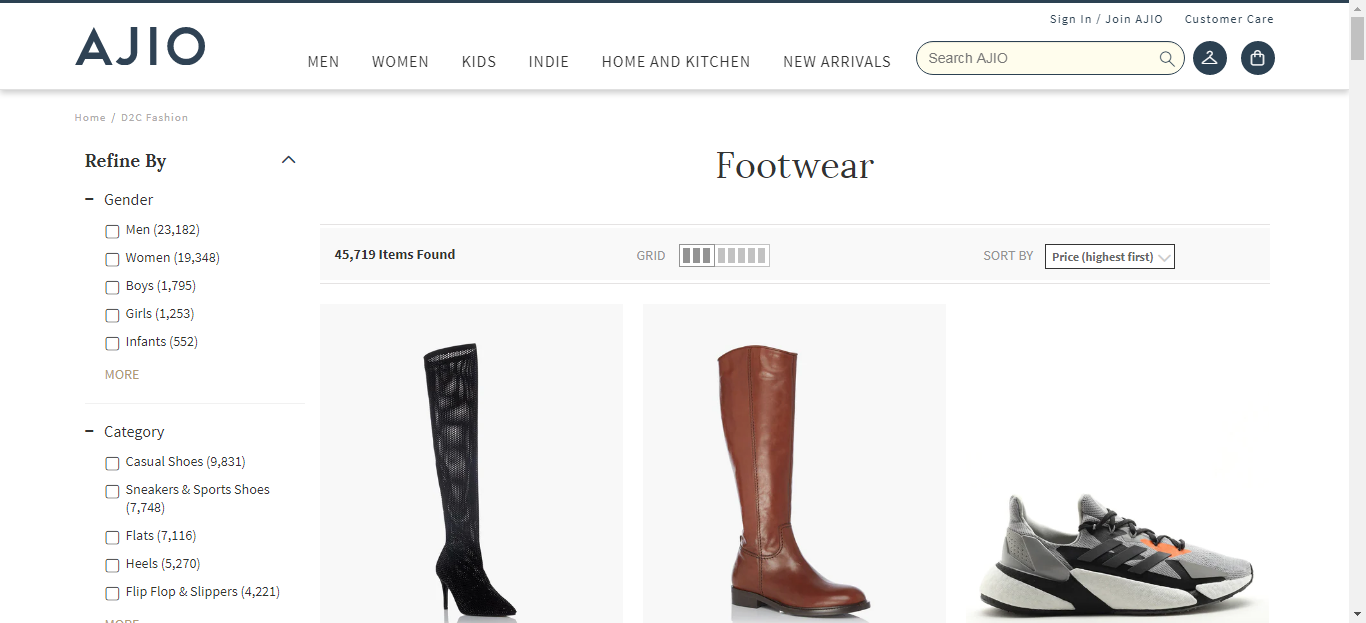 Sign In / Join AJIO Customer Care
AJIO
MEN WOMEN KIDS INDIE HOME AND KITCHEN NEW ARRIVALS
Search AJIO
Home / D2C Fashion
Refine By
Footwear
Gender
Men (23,182)
Women (19,348)
Boys (1,795)
Girls (1,253)
Infants (552)
MORE
45,719 Items Found
GRID
SORT BY Price (highest first)
Category
Casual Shoes (9,831)
Sneakers & Sports Shoes
(7,748)
Flats (7,116)
Heels (5,270)
Flip Flop & Slippers (4,221)
MORE